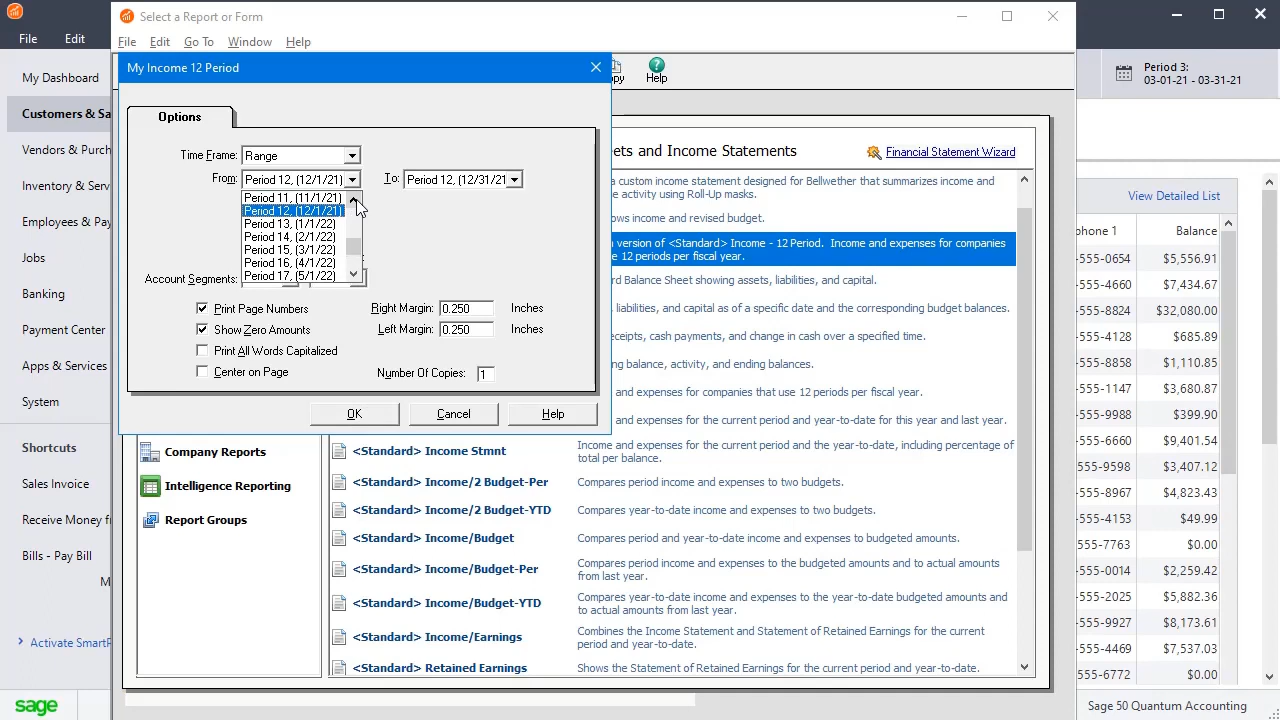 File
Edit
My Dashboard
Customers & Sa
Vendors & Purch
Inventory & Serv
Employees & Pay
Jobs
Banking
Payment Center
Apps & Services
System
Shortcuts
Sales Invoice
Receive Money f
Bills - Pay Bill
M
Activate SmartP
sage
Select a Report or Form
File Edit Go To Window Help
opy
Help
My Income 12 Period
Options
Time Frame: Range
From: Period 12, (12/1/21) To: Period 12, (12/31/21
Period 11, (11/1/21)
Period 12, (12/1/21)
Period 13, (1/1/22)
Period 14, (2/1/22)
Period 15, (3/1/22)
Period 16, (4/1/22)
Period 17, (5/1/22)
Account Segments:
Print Page Numbers
Show Zero Amounts
Print All Words Capitalized
Center on Page
Right Margin: 0.250 Inches
Left Margin: 0.250 Inches
Number Of Copies: 1
OK
Cancel
Help
Company Reports
Intelligence Reporting
Report Groups
ets and Income Statements
Financial Statement Wizard
a custom income statement designed for Bellwether that summarizes income and
e activity using Roll-Up masks.
ows income and revised budget.
n version of <Standard> Income - 12 Period. Income and expenses for companies
e 12 periods per fiscal year.
rd Balance Sheet showing assets, liabilities, and capital.
, liabilities, and capital as of a specific date and the corresponding budget balances.
eceipts, cash payments, and change in cash over a specified time.
ng balance, activity, and ending balances.
e and expenses for companies that use 12 periods per fiscal year.
e and expenses for the current period and year-to-date for this year and last year.
<Standard> Income Stmnt
Income and expenses for the current period and the year-to-date, including percentage of
total per balance.
<Standard> Income/2 Budget-Per
Compares period income and expenses to two budgets.
<Standard> Income/2 Budget-YTD
Compares year-to-date income and expenses to two budgets.
<Standard> Income/Budget
Compares period and year-to-date income and expenses to budgeted amounts.
<Standard> Income/Budget-Per
Compares period income and expenses to the budgeted amounts and to actual amounts
from last year.
<Standard> Income/Budget-YTD
Compares year-to-date income and expenses to the year-to-date budgeted amounts and
to actual amounts from last year.
<Standard> Income/Earnings
Combines the Income Statement and Statement of Retained Earnings for the current
period and year-to-date.
<Standard> Retained Earnings
Shows the Statement of Retained Earnings for the current period and year-to-date.
Period 3:
03-01-21 - 03-31-21
View Detailed List
phone 1 Balance
-555-0654 $5,556.91
-555-4660 $7,434.67
-555-8824 $32,080.00
-555-4128 $685.89
-555-8988 $1,110.85
-555-1147 $3,680.87
-555-9988 $399.90
-555-6660 $9,401.54
-555-9598 $3,407.12
-555-8967 $4,823.43
-555-4153 $49.99
-555-7763 $0.00
-555-0014 $2,259.42
-555-2025 $5,882.36
-555-9927 $8,173.61
-555-4469 $7,537.03
-555-6772 $0.00
Sage 50 Quantum Accounting